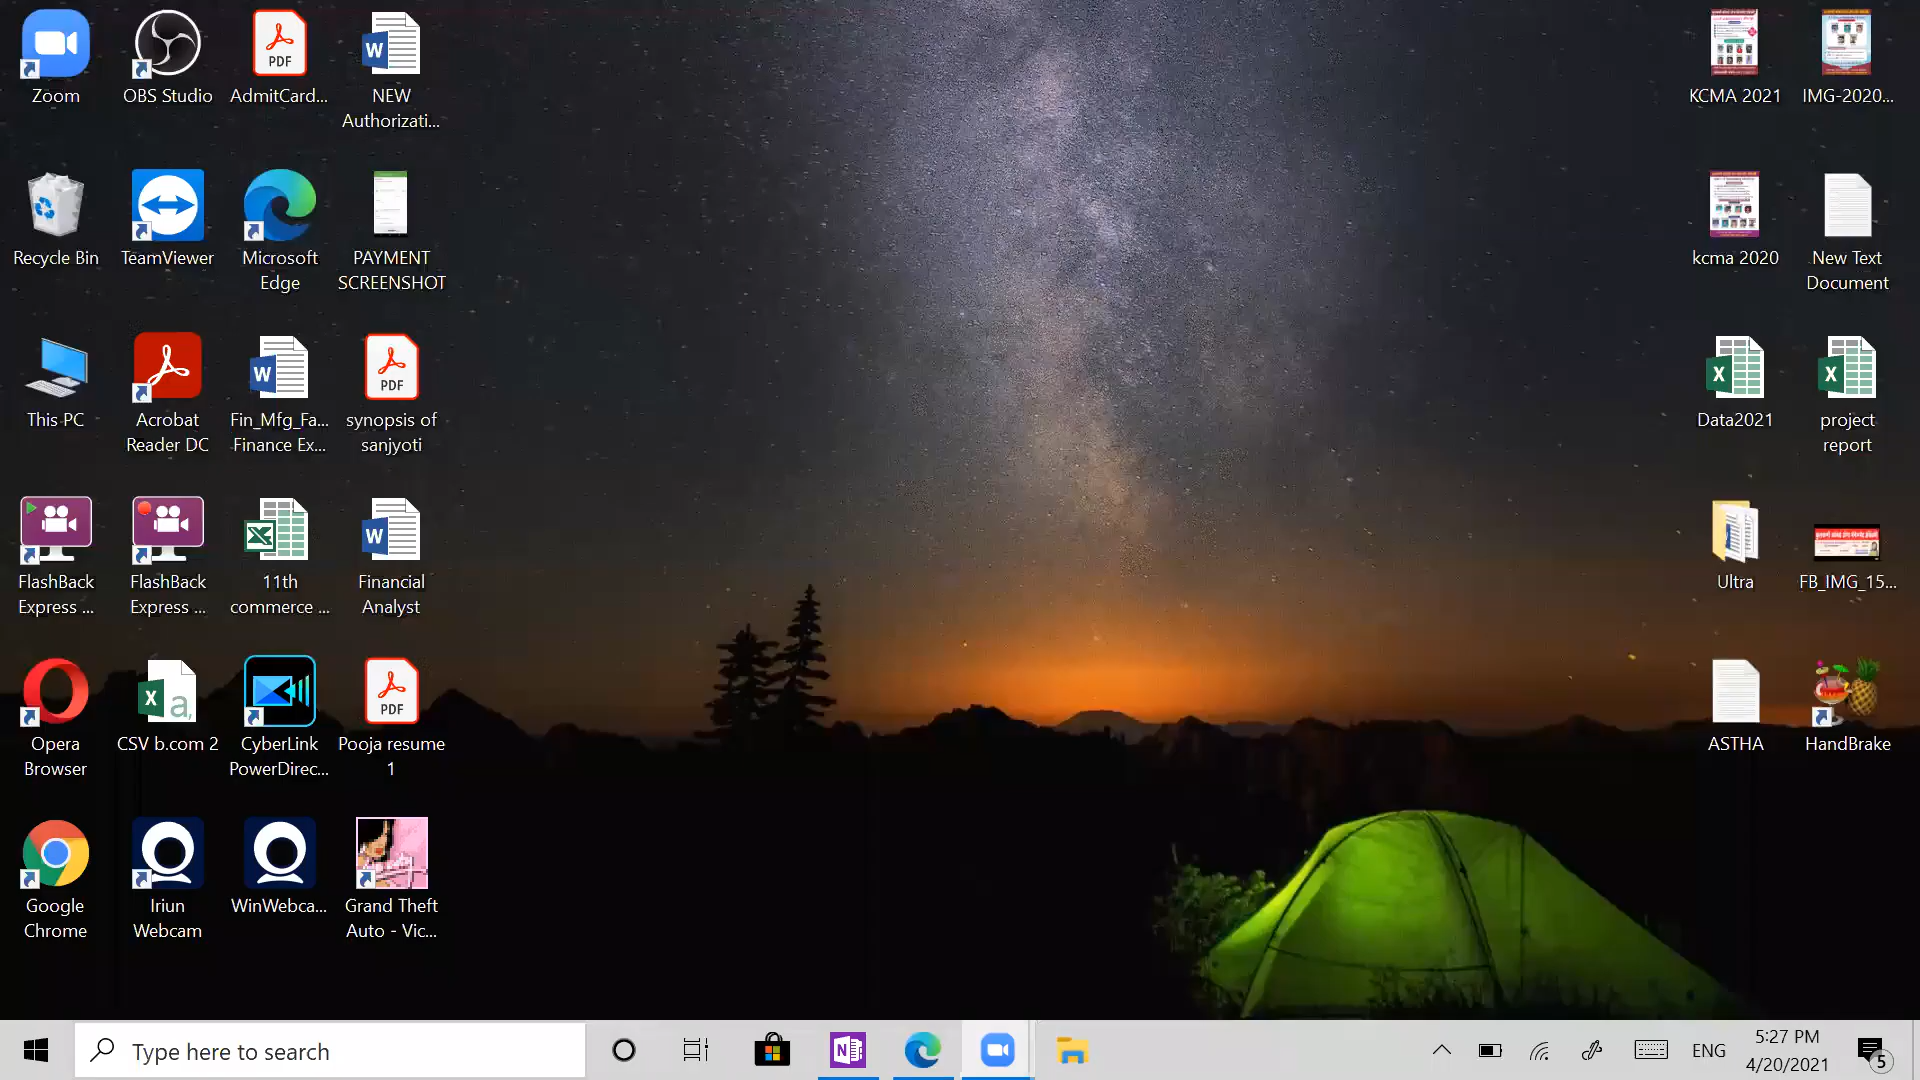 Zoom
OBS Studio
AdmitCard...
NEW
Authorizati...
KCMA 2021
IMG-2020...
Recycle Bin
TeamViewer
Microsoft
Edge
PAYMENT
SCREENSHOT
kcma 2020
New Text
Document
This PC
Acrobat
Reader DC
Fin_Mfg_Fa...
Finance Ex...
PDF
synopsis of
sanjyoti
Data2021
project
report
FlashBack
Express ...
FlashBack
Express ...
11th
commerce ...
Financial
Analyst
Ultra
FB_IMG_15...
Opera
Browser
CSV b.com 2
CyberLink
PowerDirec...
PDF
Pooja resume
1
ASTHA
HandBrake
Google
Chrome
Iriun
Webcam
WinWebca...
Grand Theft
Auto - Vic...
Type here to search
ENG
5:27 PM
4/20/2021
5